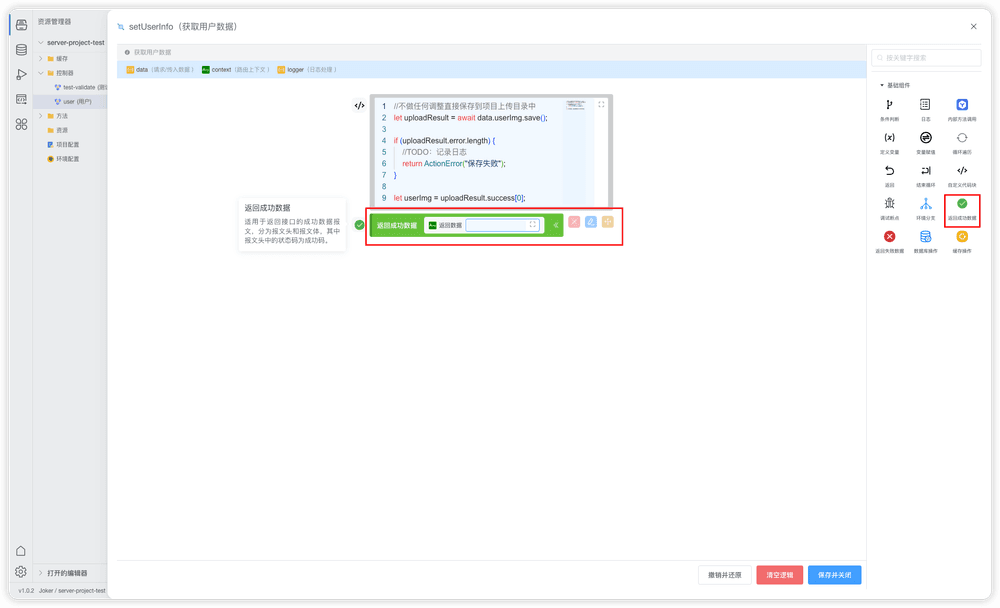 资源管理器
setUserInfo（获取用户数据）
server-project-test
缓存
控制器
test-validate (测试
user (用户)
方法
资源
项目配置
环境配置
获取用户数据
data（请求/传入数据）
context（路由上下文）
logger（日志处理）
1 //不做任何调整直接保存到项目上传目录中
2 let uploadResult = await data.userImg.save();
3
4 if (uploadResult.error.length) {
5 //TODO：记录日志
6 return ActionError("保存失败");
7 }
8
9 let userImg = uploadResult.success[0];
返回成功数据
适用于返回接口的成功数据报
文，分为报文头和报文体，其中
报文头中的状态码为成功码。
返回成功数据
返回数据
按关键字搜索
基础组件
条件判断
日志
内部方法调用
定义变量
变量赋值
循环遍历
返回
结束循环
自定义代码块
调试断点
环境分支
返回成功数据
返回失败数据
数据库操作
缓存操作
打开的编辑器
撤销并还原
清空逻辑
保存并关闭
v1.0.2 Joker / server-project-test